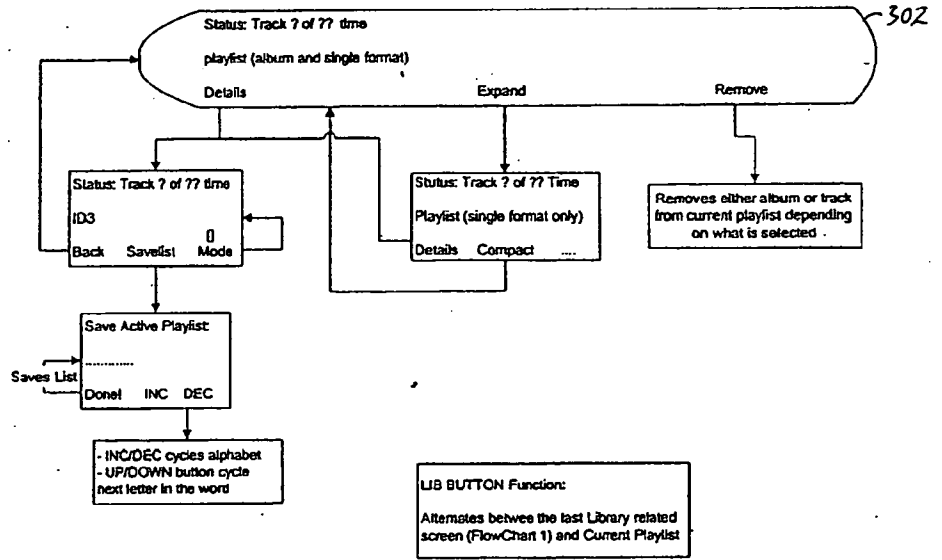 302
Status: Track ? of ?? time
playlist (album and single format)
Details Expand Remove
Status: Track ? of ?? time
ID3
[]
Back Savelist Mode
Stutus: Track ? of ?? Time
Playlist (single format only)
Details Compact ....
Removes either album or track
from current playlist depending
on what is selected
Save Active Playlist:
............
Done! INC DEC
Saves List
- INC/DEC cycles alphabet
- UP/DOWN button cycle
next letter in the word
LIB BUTTON Function:
Alternates betwee the last Library related
screen (FlowChart 1) and Current Playlist